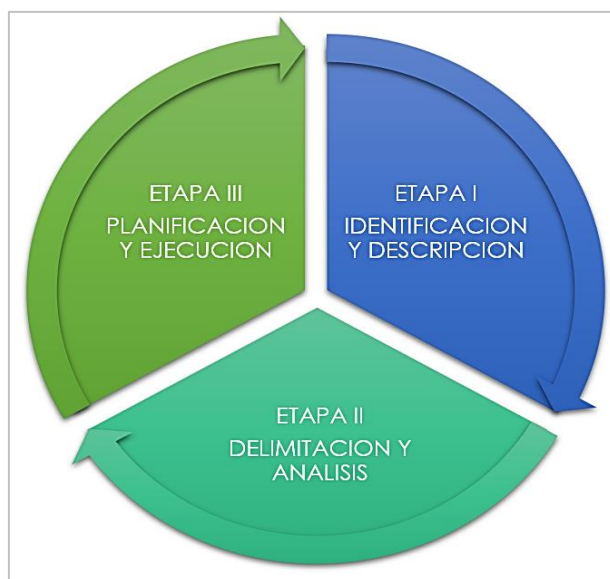 ETAPA I
IDENTIFICACION
Y DESCRIPCION
ETAPA II
DELIMITACION Y
ANALISIS
ETAPA III
PLANIFICACION
Y EJECUCION